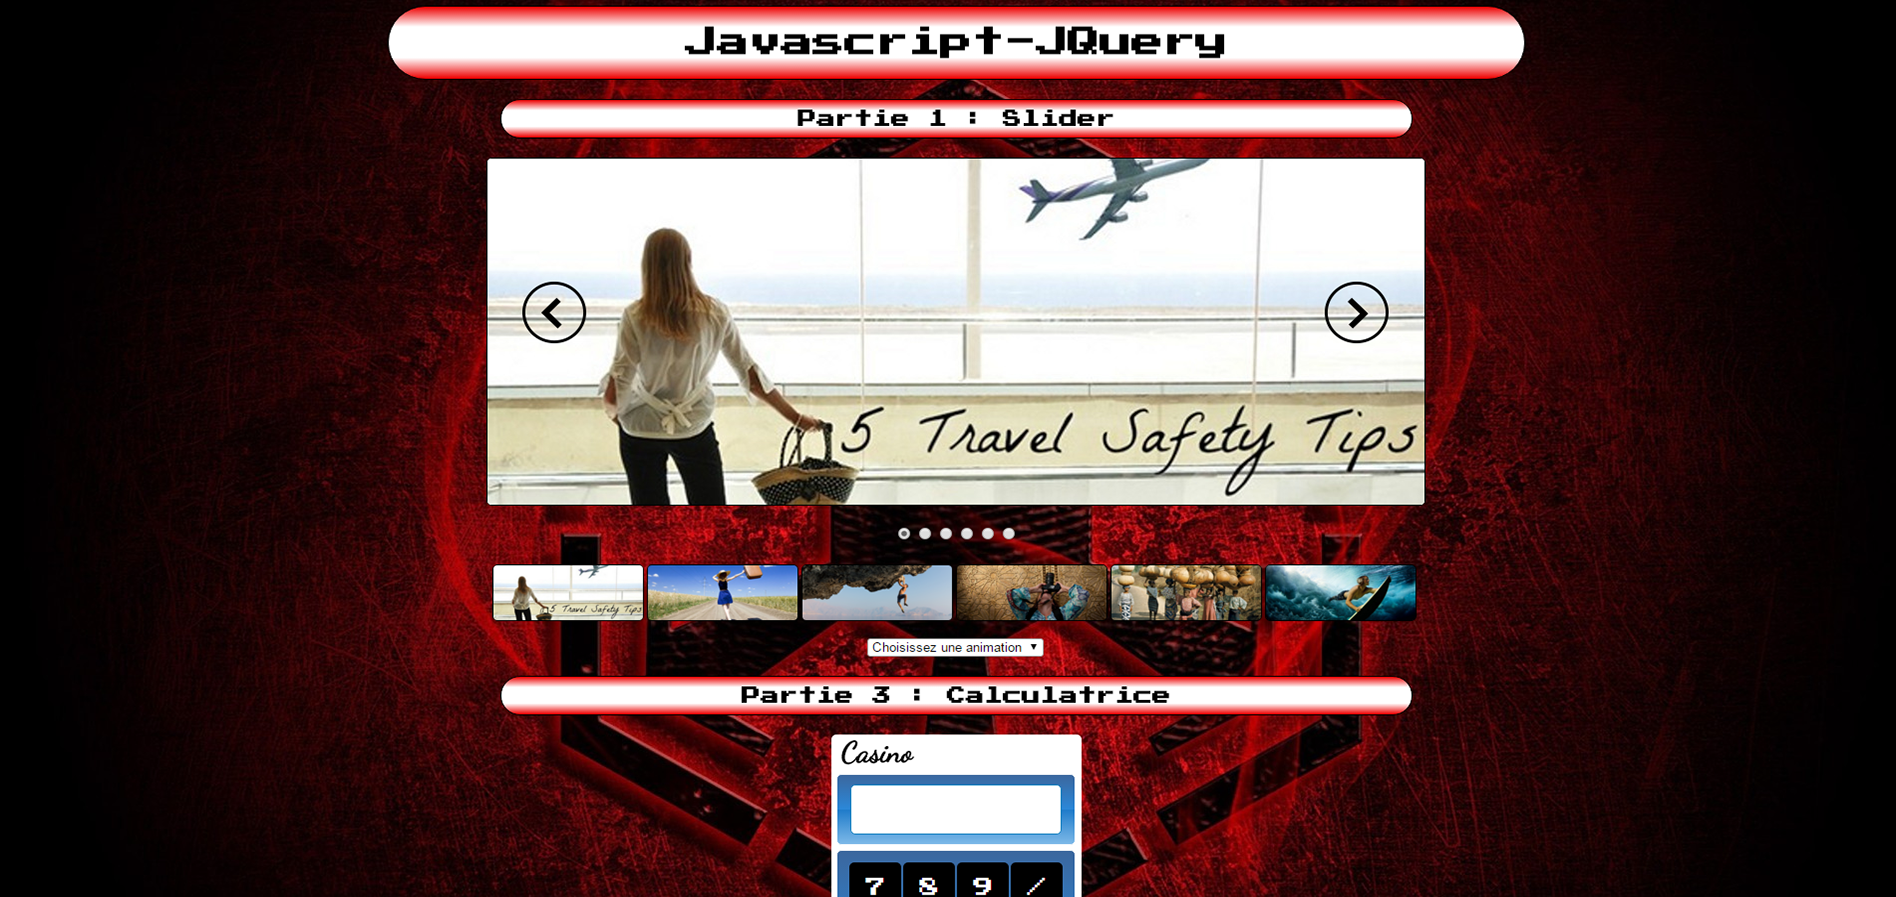 Javascript-JQuery
Partie 1 : Slider
5 Travel Safety Tips
5 Travel Safety Tips
Choisissez une animation
Partie 3 : Calculatrice
Casino
7 8 9 /